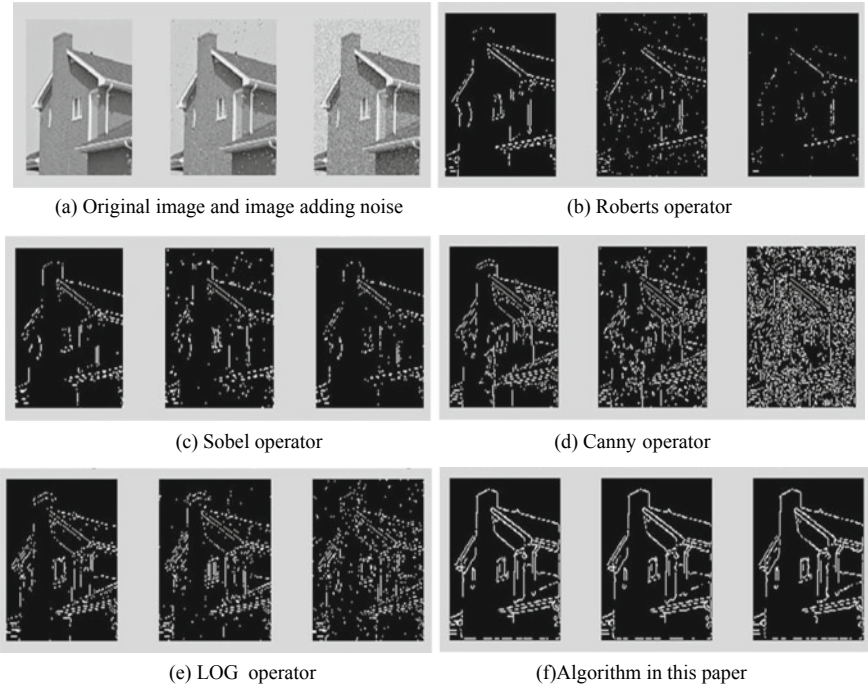 (a) Original image and image adding noise
(b) Roberts operator
(c) Sobel operator
(d) Canny operator
(e) LOG operator
(f)Algorithm in this paper